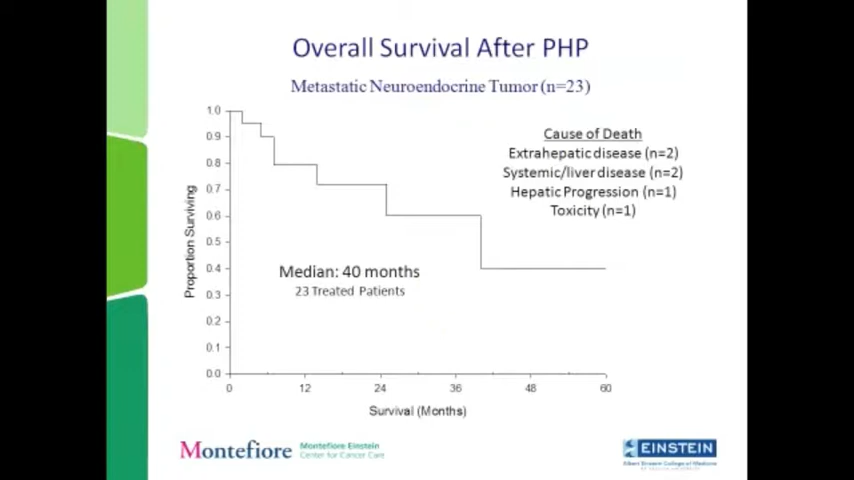 Overall Survival After PHP
Metastatic Neuroendocrine Tumor (n=23)
Cause of Death
Extrahepatic disease (n=2)
Systemic/liver disease (n=2)
Hepatic Progression (n=1)
Toxicity (n=1)
Proportion Surviving
1.0
0.9
0.8
0.7
0.6
0.5
0.4
0.3
0.2
0.1
0.0
Median: 40 months
23 Treated Patients
0 12 24 36 48 60
Survival (Months)
Montefiore
Montefiore Einstein
Center for Cancer Care
EINSTEIN
Albert Einstein College of Medicine